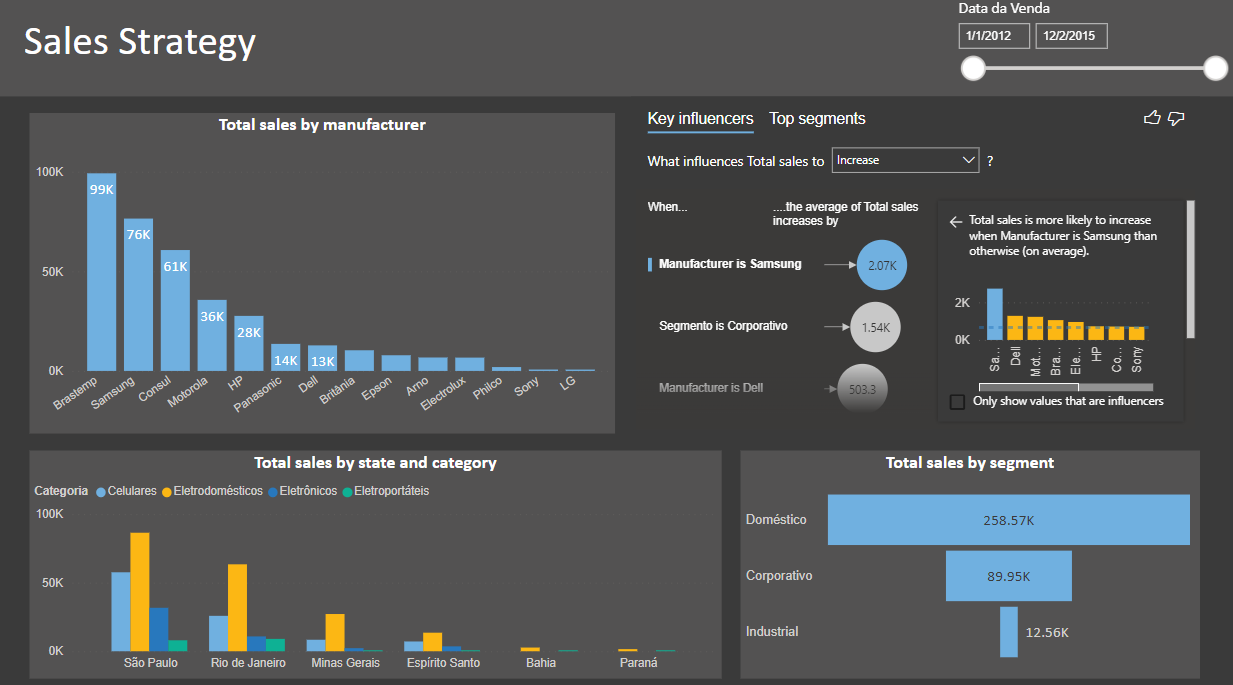 Sales Strategy
Data da Venda
1/1/2012 12/2/2015
Total sales by manufacturer
100K
50K
0K
99K
76K
61K
36K
28K
14K
13K
Brastemp
Samsung
Consul
Motorola
HP
Panasonic
Dell
Britânia
Epson
Arno
Electrolux
Philco
Sony
LG
Key influencers Top segments
What influences Total sales to Increase ?
When...
....the average of Total sales
increases by
Manufacturer is Samsung 2.07K
Segmento is Corporativo 1.54K
Manufacturer is Dell 503.3
Total sales is more likely to increase
when Manufacturer is Samsung than
otherwise (on average).
2K
0K
Sa...
Dell
Mot...
Bra...
Ele...
HP
Co...
Sony
Only show values that are influencers
Total sales by state and category
Categoria Celulares Eletrodomésticos Eletrônicos Eletroportáteis
100K
50K
0K
São Paulo Rio de Janeiro Minas Gerais Espírito Santo Bahia Paraná
Total sales by segment
Doméstico 258.57K
Corporativo 89.95K
Industrial 12.56K